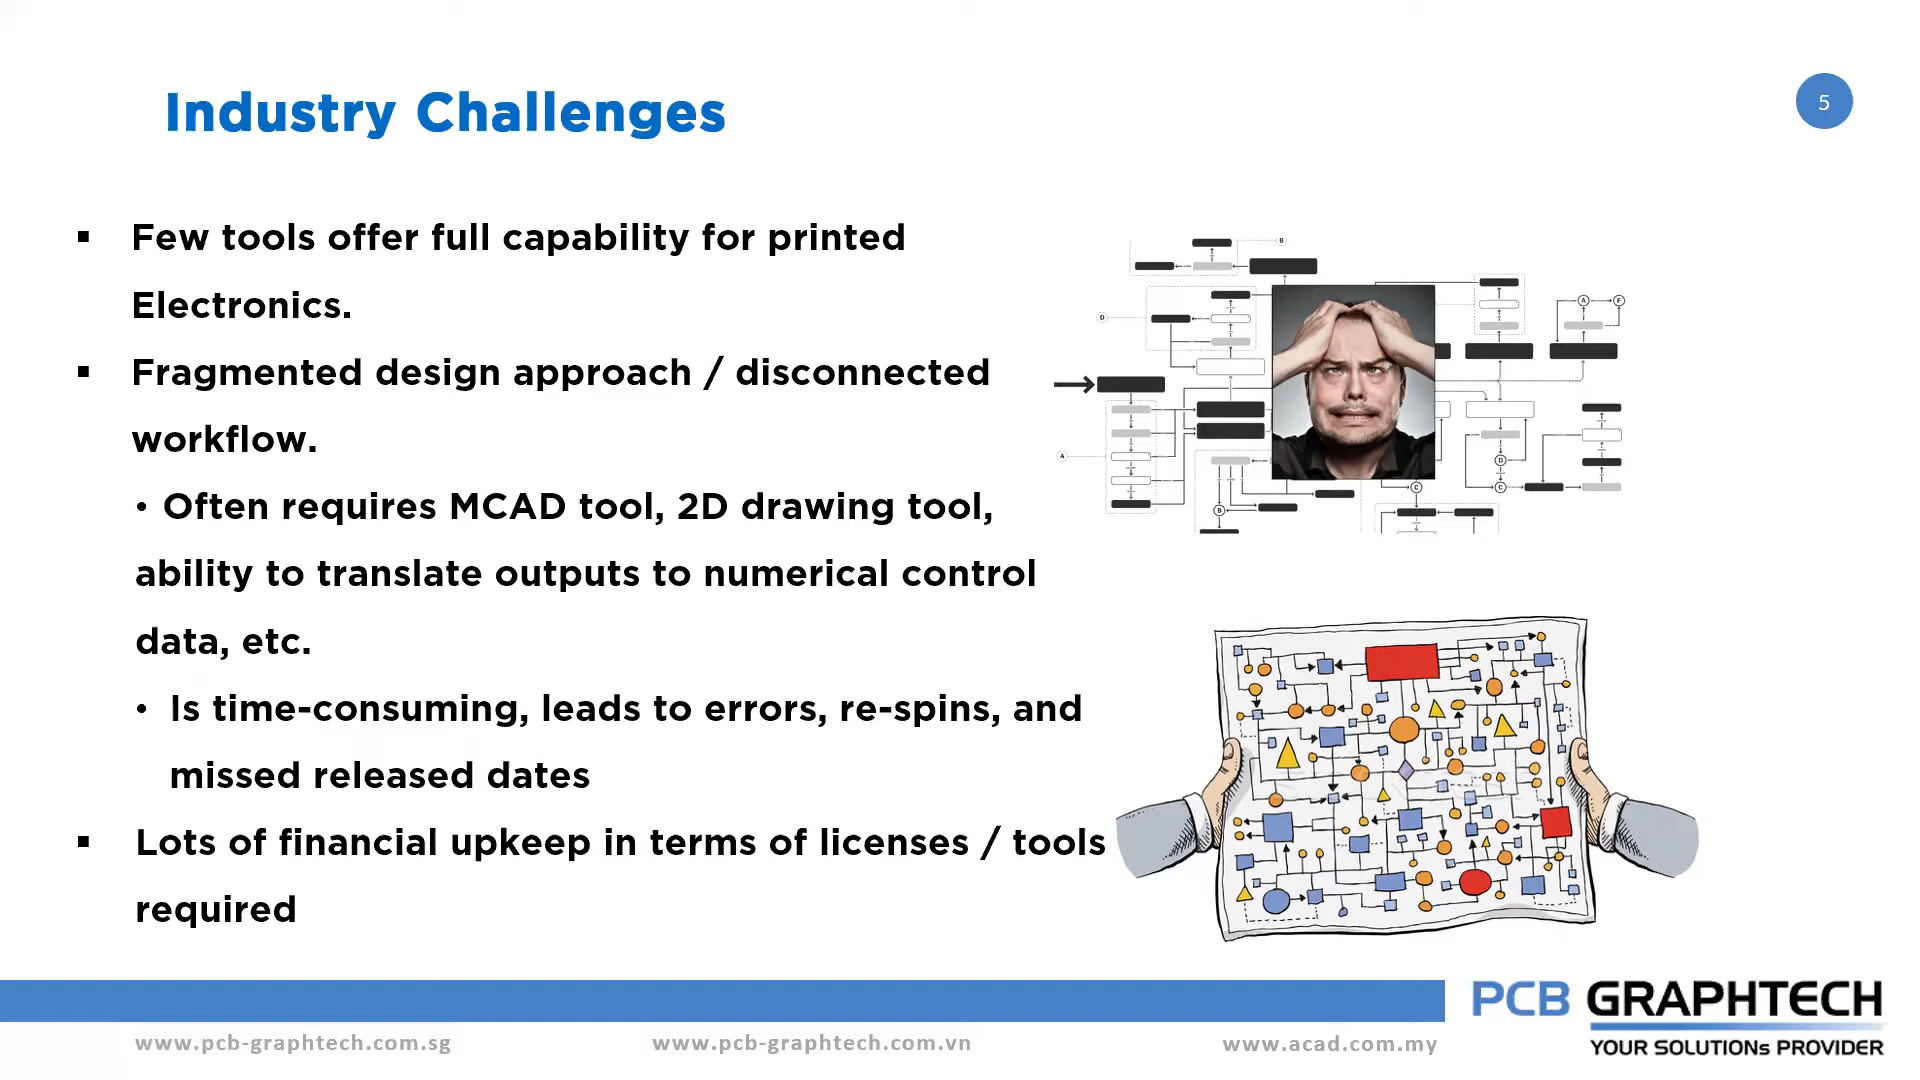 Industry Challenges
5
▪ Few tools offer full capability for printed
Electronics.
▪ Fragmented design approach / disconnected
workflow.
• Often requires MCAD tool, 2D drawing tool,
ability to translate outputs to numerical control
data, etc.
• Is time-consuming, leads to errors, re-spins, and
missed released dates
▪ Lots of financial upkeep in terms of licenses / tools
required
B
D
A
F
A
D
C
C
B
PCB GRAPHTECH
YOUR SOLUTIONs PROVIDER
www.pcb-graphtech.com.sg
www.pcb-graphtech.com.vn
www.acad.com.my